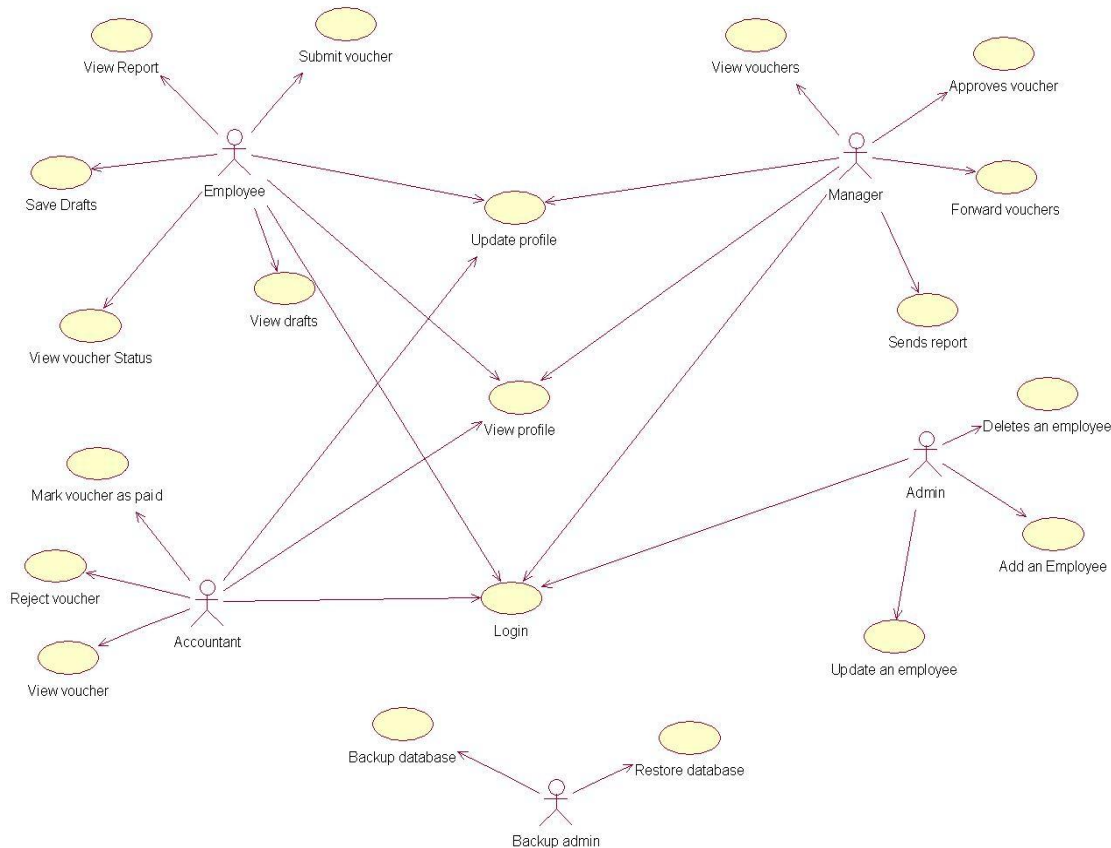 Submit voucher
View Report
View vouchers
Approves voucher
Save Drafts
Employee
Manager
Forward vouchers
Update profile
View drafts
View voucher Status
Sends report
View profile
Deletes an employee
Mark voucher as paid
Admin
Add an Employee
Reject voucher
Accountant
Login
Update an employee
View voucher
Backup database
Restore database
Backup admin